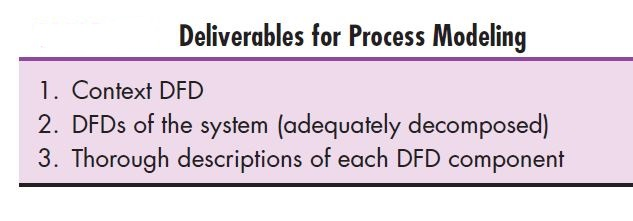 Deliverables for Process Modeling
1. Context DFD
2. DFDs of the system (adequately decomposed)
3. Thorough descriptions of each DFD component